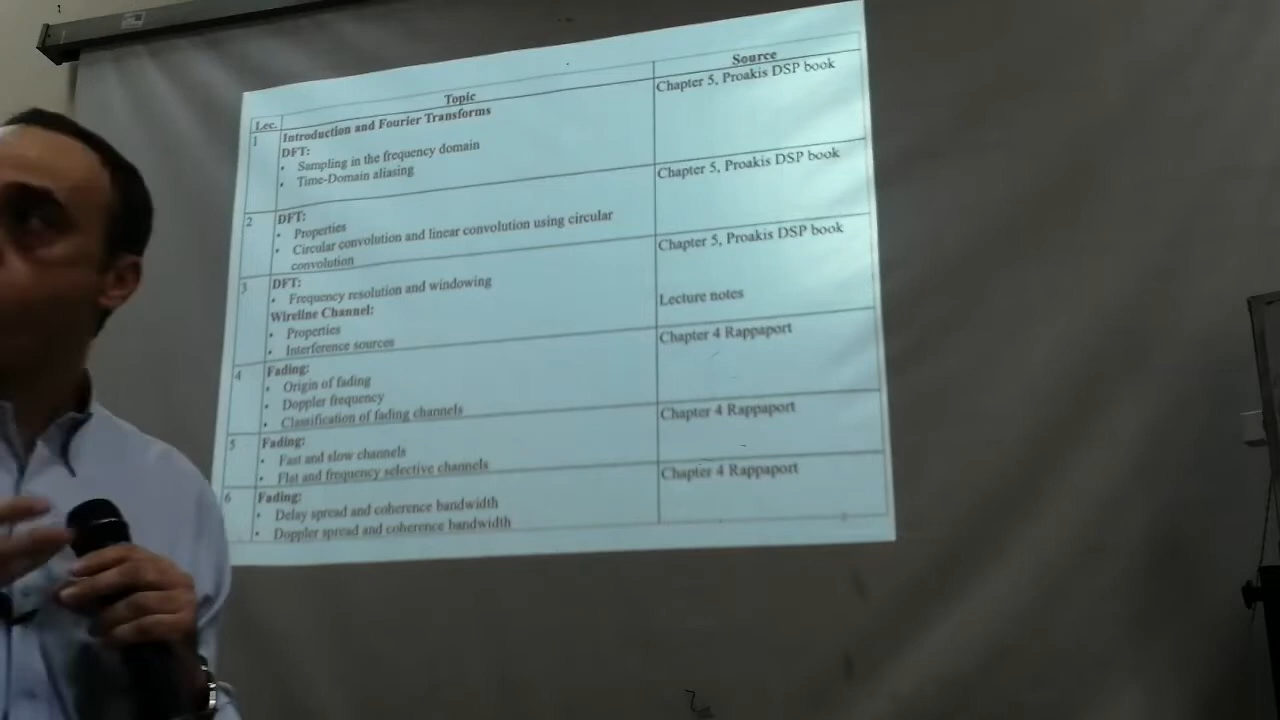 Lec. Topic Source
1 Introduction and Fourier Transforms Chapter 5, Proakis DSP book
DFT:
• Sampling in the frequency domain
• Time-Domain aliasing
2 DFT: Chapter 5, Proakis DSP book
• Properties
• Circular convolution and linear convolution using circular
convolution
3 DFT: Chapter 5, Proakis DSP book
• Frequency resolution and windowing
Wireline Channel: Lecture notes
• Properties
• Interference sources
4 Fading: Chapter 4 Rappaport
• Origin of fading
• Doppler frequency
• Classification of fading channels
5 Fading: Chapter 4 Rappaport
• Fast and slow channels
• Flat and frequency selective channels
6 Fading: Chapter 4 Rappaport
• Delay spread and coherence bandwidth
• Doppler spread and coherence bandwidth